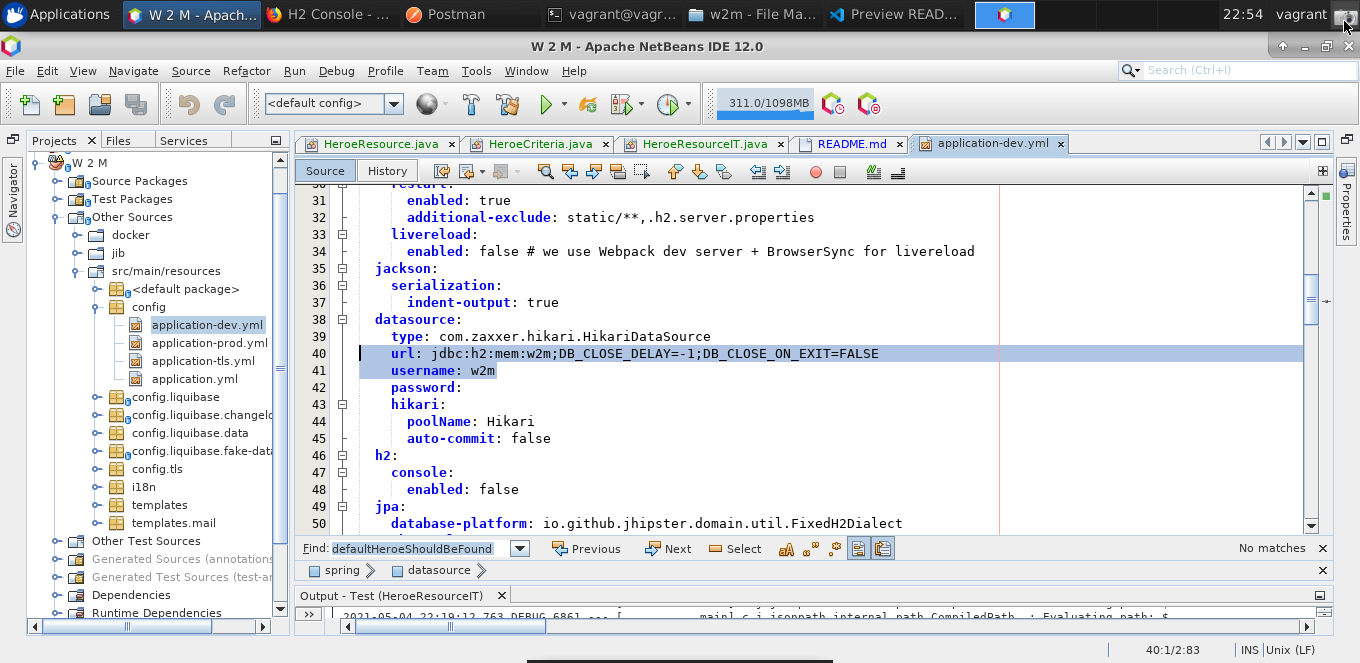 Applications
W 2 M - Apach...
H2 Console - ...
Postman
vagrant@vagr...
w2m - File Ma...
Preview READ...
22:54
vagrant
W 2 M - Apache NetBeans IDE 12.0
File Edit View Navigate Source Refactor Run Debug Profile Team Tools Window Help
Search (Ctrl+I)
<default config>
311.0/1098MB
Projects
Files
Services
Navigator
W 2 M
Source Packages
Test Packages
Other Sources
docker
jib
src/main/resources
<default package>
config
application-dev.yml
application-prod.yml
application-tls.yml
application.yml
config.liquibase
config.liquibase.changelo
config.liquibase.data
config.liquibase.fake-data
config.tls
i18n
templates
templates.mail
Other Test Sources
Generated Sources (annotations
Generated Test Sources (test-an
Dependencies
Runtime Dependencies
HeroeResource.java
HeroeCriteria.java
HeroeResourceIT.java
README.md
application-dev.yml
Source
History
30 restart:
31 enabled: true
32 additional-exclude: static/**,.h2.server.properties
33 livereload:
34 enabled: false # we use Webpack dev server + BrowserSync for livereload
35 jackson:
36 serialization:
37 indent-output: true
38 datasource:
39 type: com.zaxxer.hikari.HikariDataSource
40 url: jdbc:h2:mem:w2m;DB_CLOSE_DELAY=-1;DB_CLOSE_ON_EXIT=FALSE
41 username: w2m
42 password:
43 hikari:
44 poolName: Hikari
45 auto-commit: false
46 h2:
47 console:
48 enabled: false
49 jpa:
50 database-platform: io.github.jhipster.domain.util.FixedH2Dialect
Properties
Find: defaultHeroeShouldBeFound
Previous
Next
Select
No matches
spring
datasource
Output - Test (HeroeResourceIT)
>>
2021-05-04 22:19:12.763 DEBUG 6861 --- [ main] c.j.jsonpath.internal.path.CompiledPath : Evaluating path: $
40:1/2:83
INS
Unix (LF)